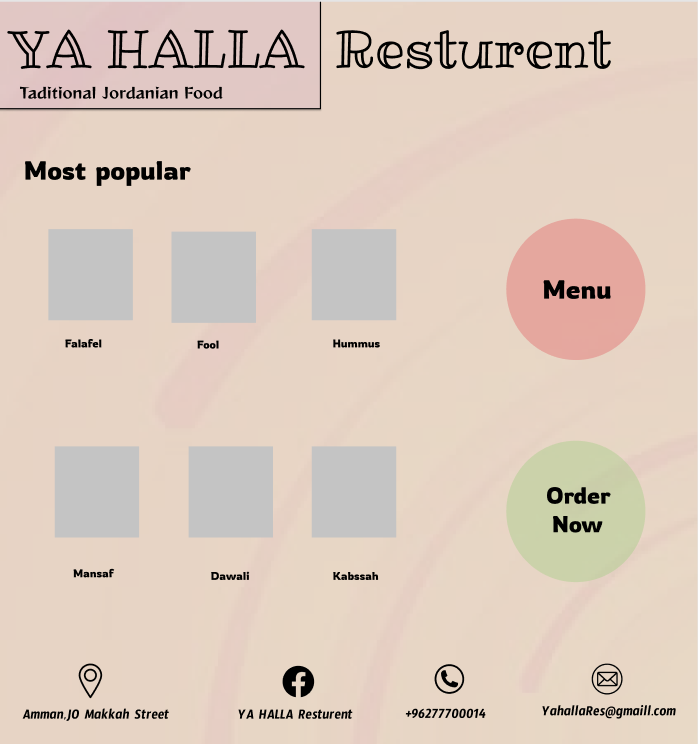 YA HALLA Resturent
Taditional Jordanian Food
Most popular
Falafel
Fool
Hummus
Menu
Mansaf
Dawali
Kabssah
Order
Now
Amman,JO Makkah Street
YA HALLA Resturent
+96277700014
YahallaRes@gmaill.com